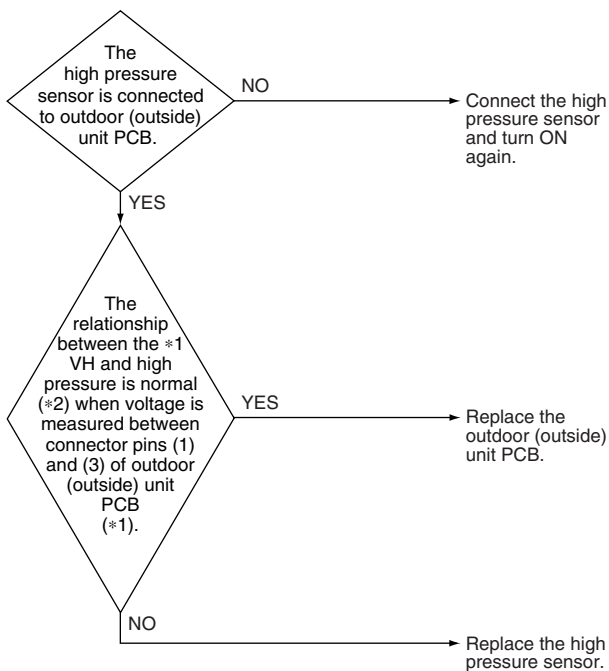 The
high pressure
sensor is connected
to outdoor (outside)
unit PCB.
NO
Connect the high
pressure sensor
and turn ON
again.
YES
The
relationship
between the *1
VH and high
pressure is normal
(*2) when voltage is
measured between
connector pins (1)
and (3) of outdoor
(outside) unit
PCB
(*1).
YES
Replace the
outdoor (outside)
unit PCB.
NO
Replace the high
pressure sensor.